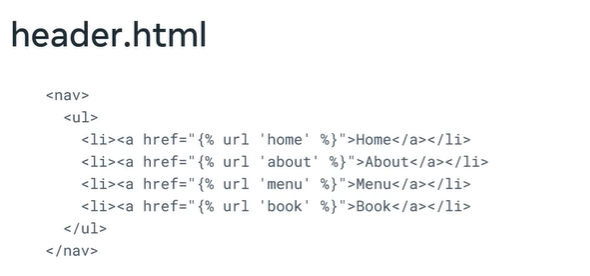 header.html
<nav>
<ul>
<li><a href="{% url 'home' %}">Home</a></li>
<li><a href="{% url 'about' %}">About</a></li>
<li><a href="{% url 'menu' %}">Menu</a></li>
<li><a href="{% url 'book' %}">Book</a></li>
</ul>
</nav>